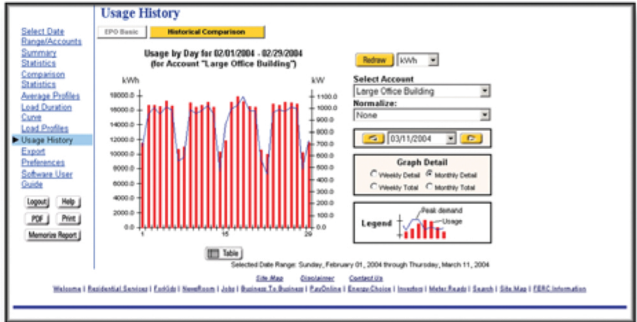 Usage History
EPO Basic
Historical Comparison
Select Date
Range/Accounts
Summary
Statistics
Comparison
Statistics
Average Profiles
Load Duration
Curve
Load Profiles
Usage History
Export
Preferences
Software User
Guide
Logout
Help
PDF
Print
Memorize Report
Usage by Day for 02/01/2004 - 02/29/2004
(for Account "Large Office Building")
kWh
kW
18000.0
16000.0
14000.0
12000.0
10000.0
8000.0
6000.0
4000.0
2000.0
1100.0
1000.0
900.0
800.0
700.0
600.0
500.0
400.0
300.0
200.0
100.0
0.0
1
15
29
Table
Redraw
kWh
Select Account
Large Office Building
Normalize:
None
03/11/2004
Graph Detail
Weekly Detail
Monthly Detail
Weekly Total
Monthly Total
Legend
Peak demand
Usage
Selected Date Range: Sunday, February 01, 2004 through Thursday, March 11, 2004
Site Map
Disclaimer
Contact Us
Welcome | Residential Services | ForKids | NewsRoom | Jobs | Business To Business | PayOnline | Energy Choice | Investor | Meter Reads | Search | Site Map | FERC Information